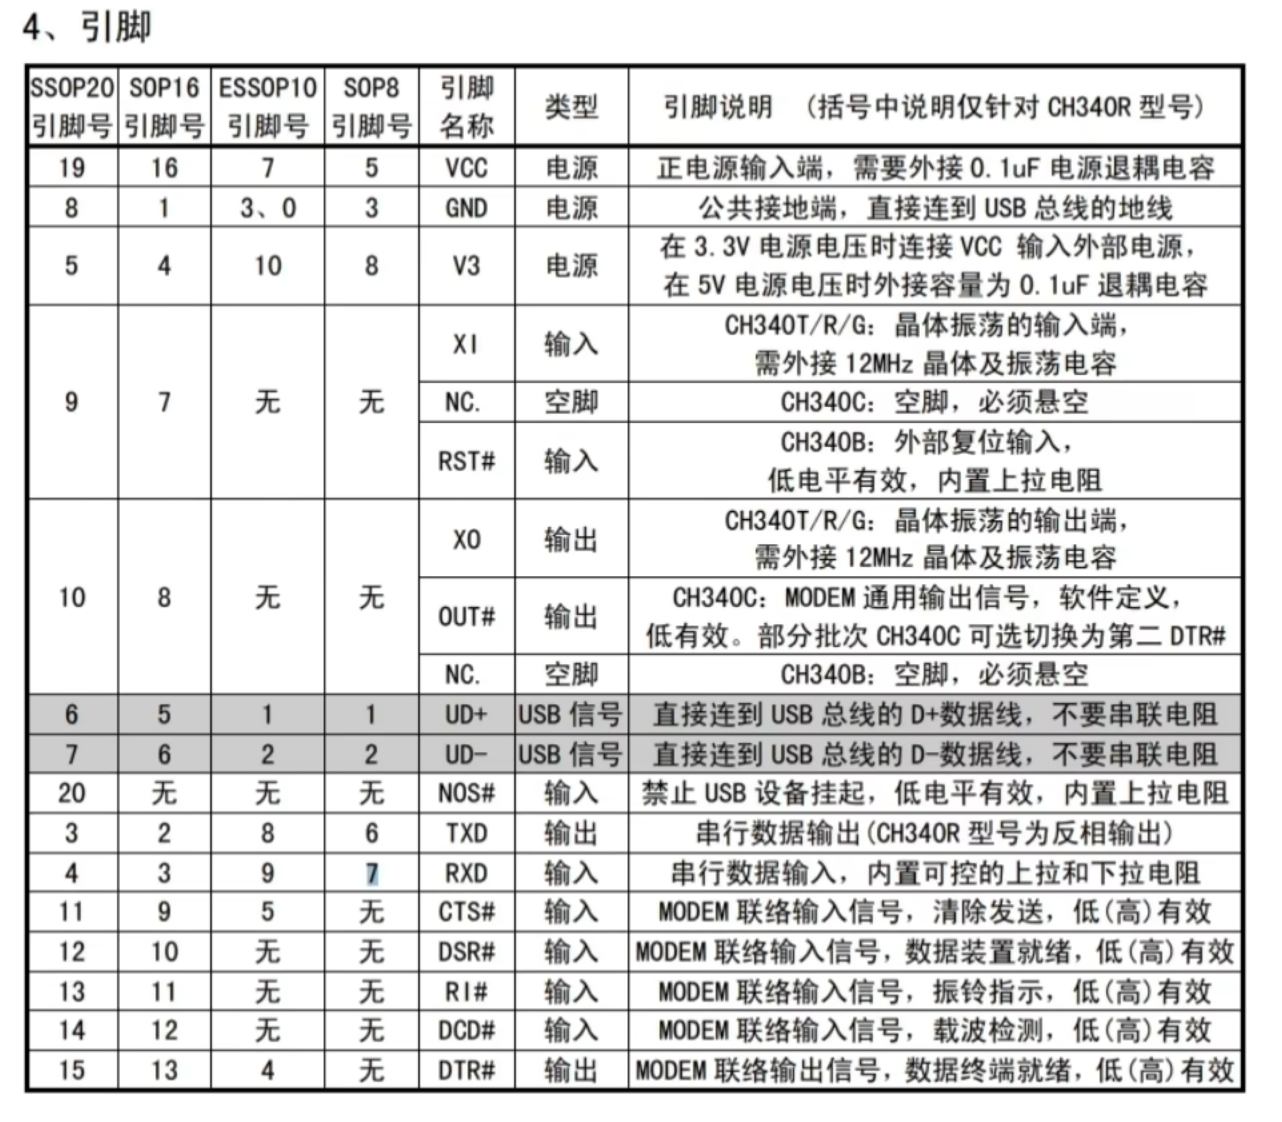 4、引脚
SSOP20 SOP16 ESSOP10 SOP8 引脚 类型 引脚说明 （括号中说明仅针对 CH340R 型号）
引脚号 引脚号 引脚号 引脚号 名称
19 16 7 5 VCC 电源 正电源输入端，需要外接 0.1uF 电源退耦电容
8 1 3、0 3 GND 电源 公共接地端，直接连到 USB 总线的地线
5 4 10 8 V3 电源 在 3.3V 电源电压时连接 VCC 输入外部电源，
在 5V 电源电压时外接容量为 0.1uF 退耦电容
9 7 无 无 XI 输入 CH340T/R/G：晶体振荡的输入端，
需外接 12MHz 晶体及振荡电容
NC. 空脚 CH340C：空脚，必须悬空
RST# 输入 CH340B：外部复位输入，
低电平有效，内置上拉电阻
10 8 无 无 XO 输出 CH340T/R/G：晶体振荡的输出端，
需外接 12MHz 晶体及振荡电容
OUT# 输出 CH340C：MODEM 通用输出信号，软件定义，
低有效。部分批次 CH340C 可选切换为第二 DTR#
NC. 空脚 CH340B：空脚，必须悬空
6 5 1 1 UD+ USB 信号 直接连到 USB 总线的 D+数据线，不要串联电阻
7 6 2 2 UD- USB 信号 直接连到 USB 总线的 D-数据线，不要串联电阻
20 无 无 无 NOS# 输入 禁止 USB 设备挂起，低电平有效，内置上拉电阻
3 2 8 6 TXD 输出 串行数据输出(CH340R 型号为反相输出)
4 3 9 7 RXD 输入 串行数据输入，内置可控的上拉和下拉电阻
11 9 5 无 CTS# 输入 MODEM 联络输入信号，清除发送，低(高)有效
12 10 无 无 DSR# 输入 MODEM 联络输入信号，数据装置就绪，低(高)有效
13 11 无 无 RI# 输入 MODEM 联络输入信号，振铃指示，低(高)有效
14 12 无 无 DCD# 输入 MODEM 联络输入信号，载波检测，低(高)有效
15 13 4 无 DTR# 输出 MODEM 联络输出信号，数据终端就绪，低(高)有效